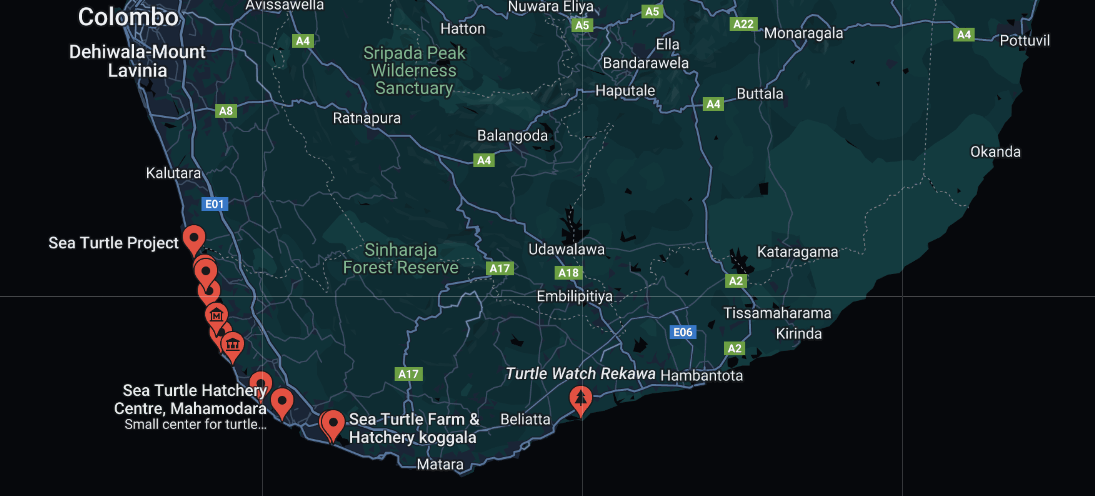 Avissawella
Nuwara Eliya
A5
Colombo
A5
A22
Hatton
Monaragala
A4
Pottuvil
A4
Ella
Dehiwala-Mount
Lavinia
Sripada Peak
Wilderness
Sanctuary
Bandarawela
Haputale
Buttala
A4
A8
Ratnapura
Balangoda
A4
Okanda
Kalutara
E01
Sea Turtle Project
Sinharaja
Forest Reserve
Udawalawa
Kataragama
A17
A18
A2
Embilipitiya
Tissamaharama
Kirinda
E06
A2
A17
Turtle Watch Rekawa
Hambantota
Sea Turtle Hatchery
Centre, Mahamodara
Small center for turtle...
Sea Turtle Farm &
Hatchery koggala
Beliatta
Matara